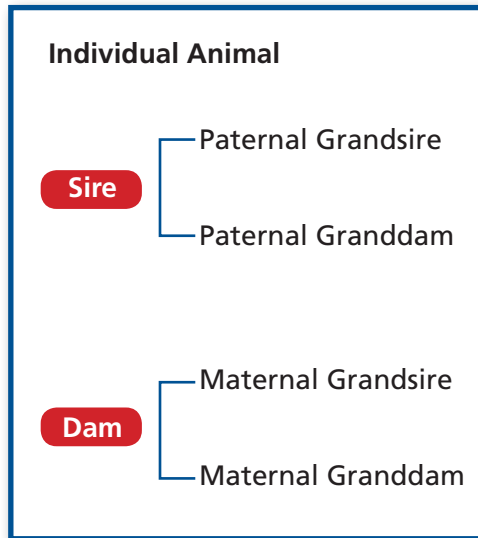 Individual Animal
Paternal Grandsire
Sire
Paternal Granddam
Maternal Grandsire
Dam
Maternal Granddam